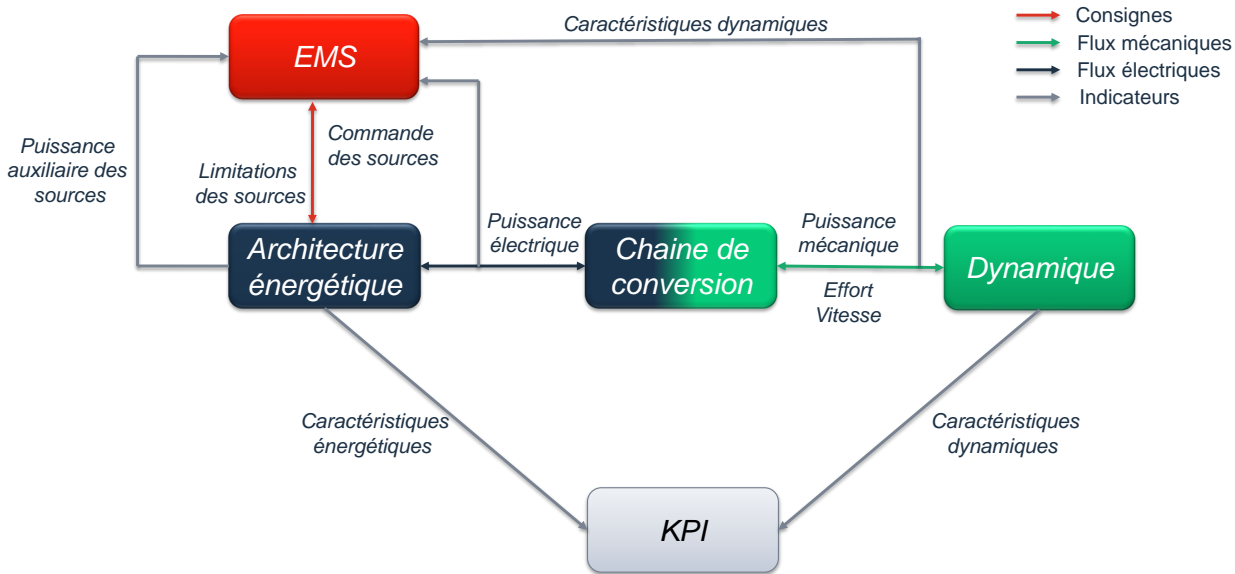 Caractéristiques dynamiques
Consignes
Flux mécaniques
Flux électriques
Indicateurs
EMS
Puissance
auxiliaire des
sources
Commande
des sources
Limitations
des sources
Architecture
énergétique
Puissance
électrique
Chaine de
conversion
Puissance
mécanique
Effort
Vitesse
Dynamique
Caractéristiques
énergétiques
Caractéristiques
dynamiques
KPI